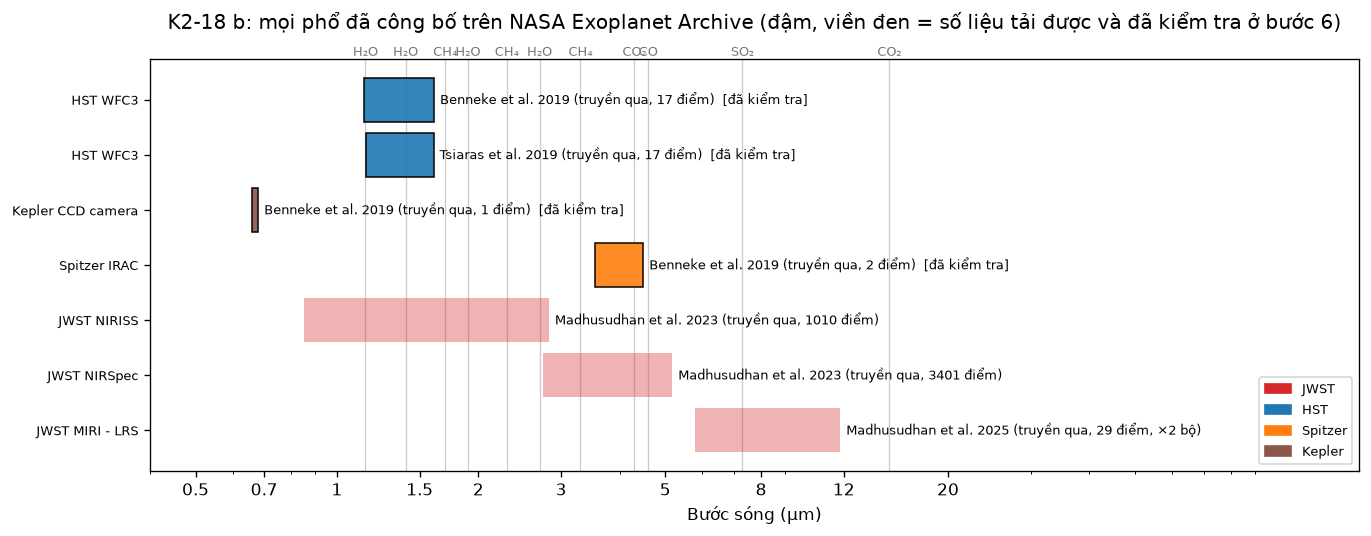 K2-18 b: mọi phổ đã công bố trên NASA Exoplanet Archive (đậm, viền đen = số liệu tải được và đã kiểm tra ở bước 6)
H₂O H₂O CH₄ H₂O CH₄ H₂O CH₄ CO₂ CO SO₂ CO₂
HST WFC3 Benneke et al. 2019 (truyền qua, 17 điểm) [đã kiểm tra]
HST WFC3 Tsiaras et al. 2019 (truyền qua, 17 điểm) [đã kiểm tra]
Kepler CCD camera Benneke et al. 2019 (truyền qua, 1 điểm) [đã kiểm tra]
Spitzer IRAC Benneke et al. 2019 (truyền qua, 2 điểm) [đã kiểm tra]
JWST NIRISS Madhusudhan et al. 2023 (truyền qua, 1010 điểm)
JWST NIRSpec Madhusudhan et al. 2023 (truyền qua, 3401 điểm)
JWST MIRI - LRS Madhusudhan et al. 2025 (truyền qua, 29 điểm, ×2 bộ)
JWST
HST
Spitzer
Kepler
0.5 0.7 1 1.5 2 3 5 8 12 20
Bước sóng (µm)